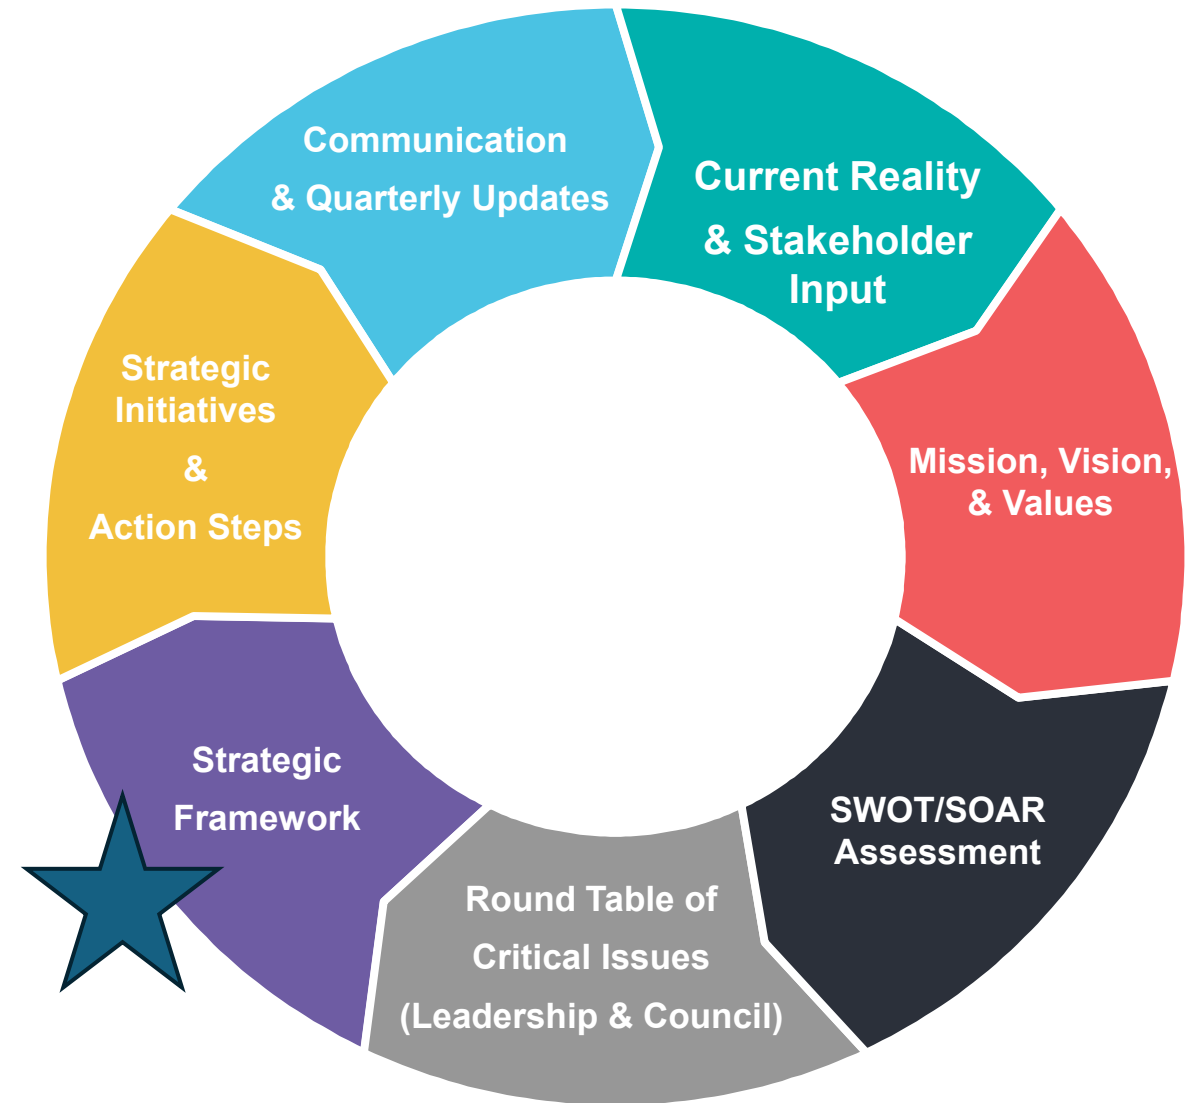 Communication
& Quarterly Updates
Current Reality
& Stakeholder
Input
Mission, Vision,
& Values
SWOT/SOAR
Assessment
Round Table of
Critical Issues
(Leadership & Council)
Strategic
Framework
Strategic
Initiatives
&
Action Steps